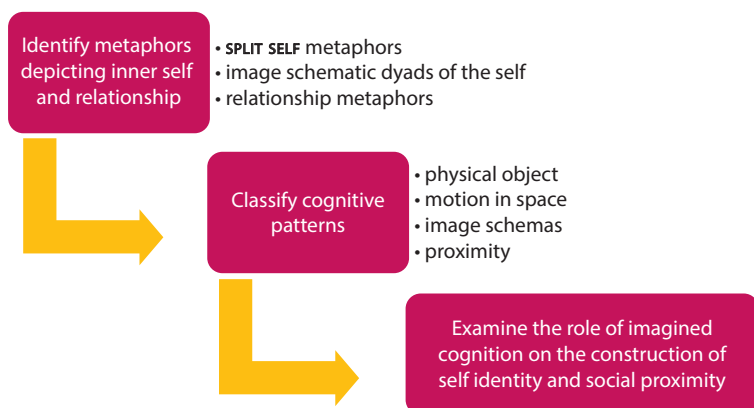 Identify metaphors
depicting inner self
and relationship
• SPLIT SELF metaphors
• image schematic dyads of the self
• relationship metaphors
Classify cognitive
patterns
• physical object
• motion in space
• image schemas
• proximity
Examine the role of imagined
cognition on the construction of
self identity and social proximity